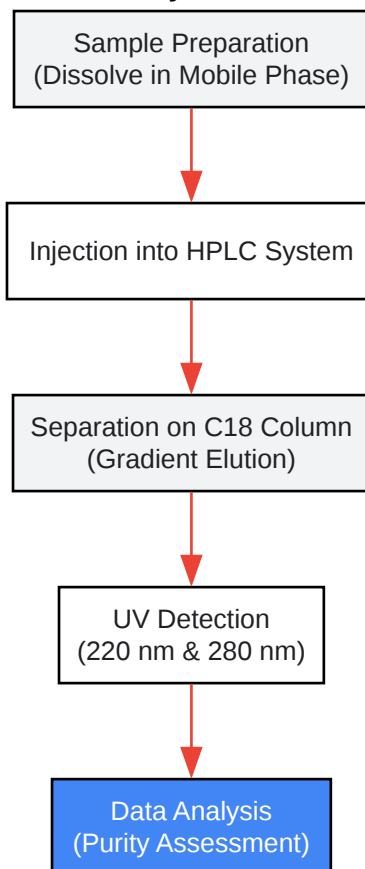 Sample Preparation
(Dissolve in Mobile Phase)
Injection into HPLC System
Separation on C18 Column
(Gradient Elution)
UV Detection
(220 nm & 280 nm)
Data Analysis
(Purity Assessment)